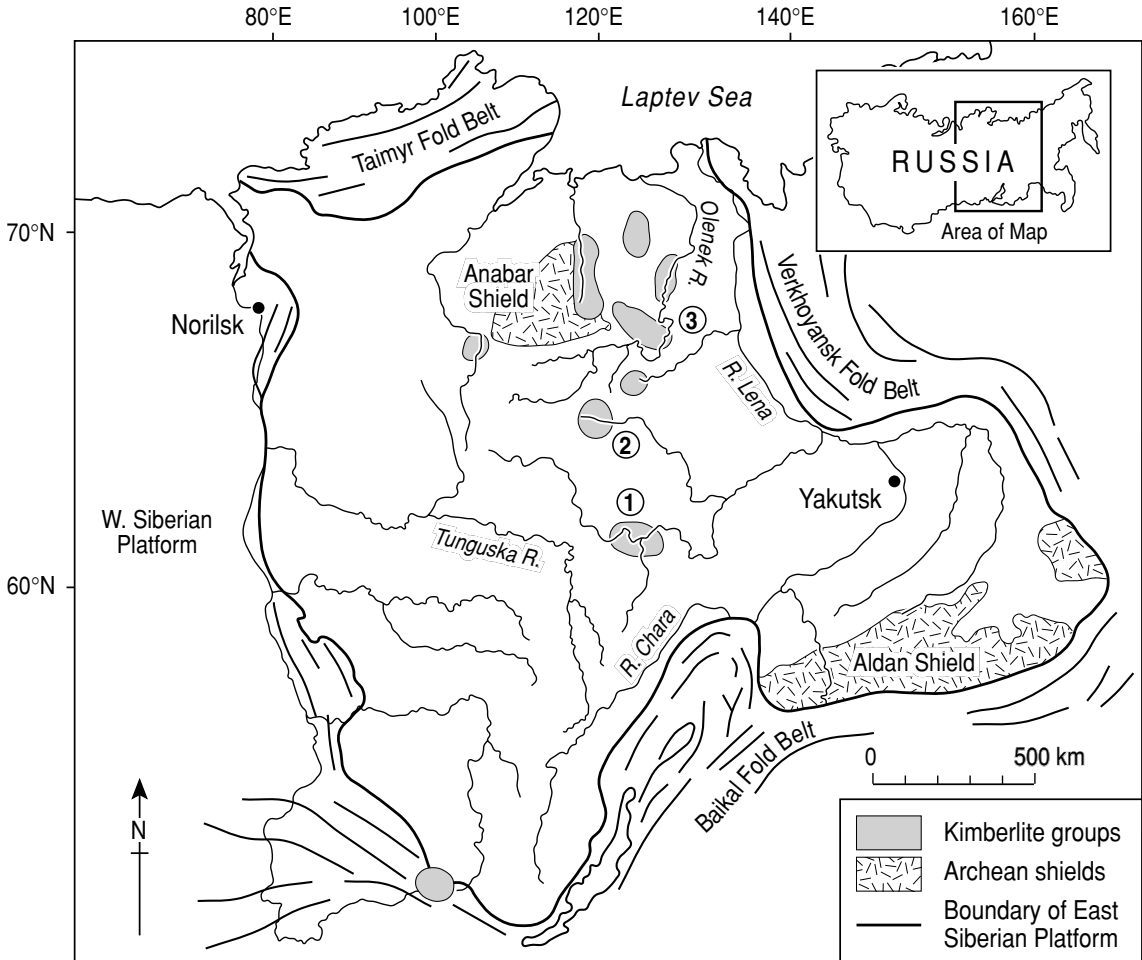 80°E
100°E
120°E
140°E
160°E
70°N
60°N
Laptev Sea
Taimyr Fold Belt
RUSSIA
Area of Map
Olenek R.
Anabar
Shield
Verkhoyansk Fold Belt
Norilsk
3
R. Lena
2
1
Yakutsk
W. Siberian
Platform
Tunguska R.
R. Chara
Aldan Shield
Baikal Fold Belt
0 500 km
N
Kimberlite groups
Archean shields
Boundary of East
Siberian Platform